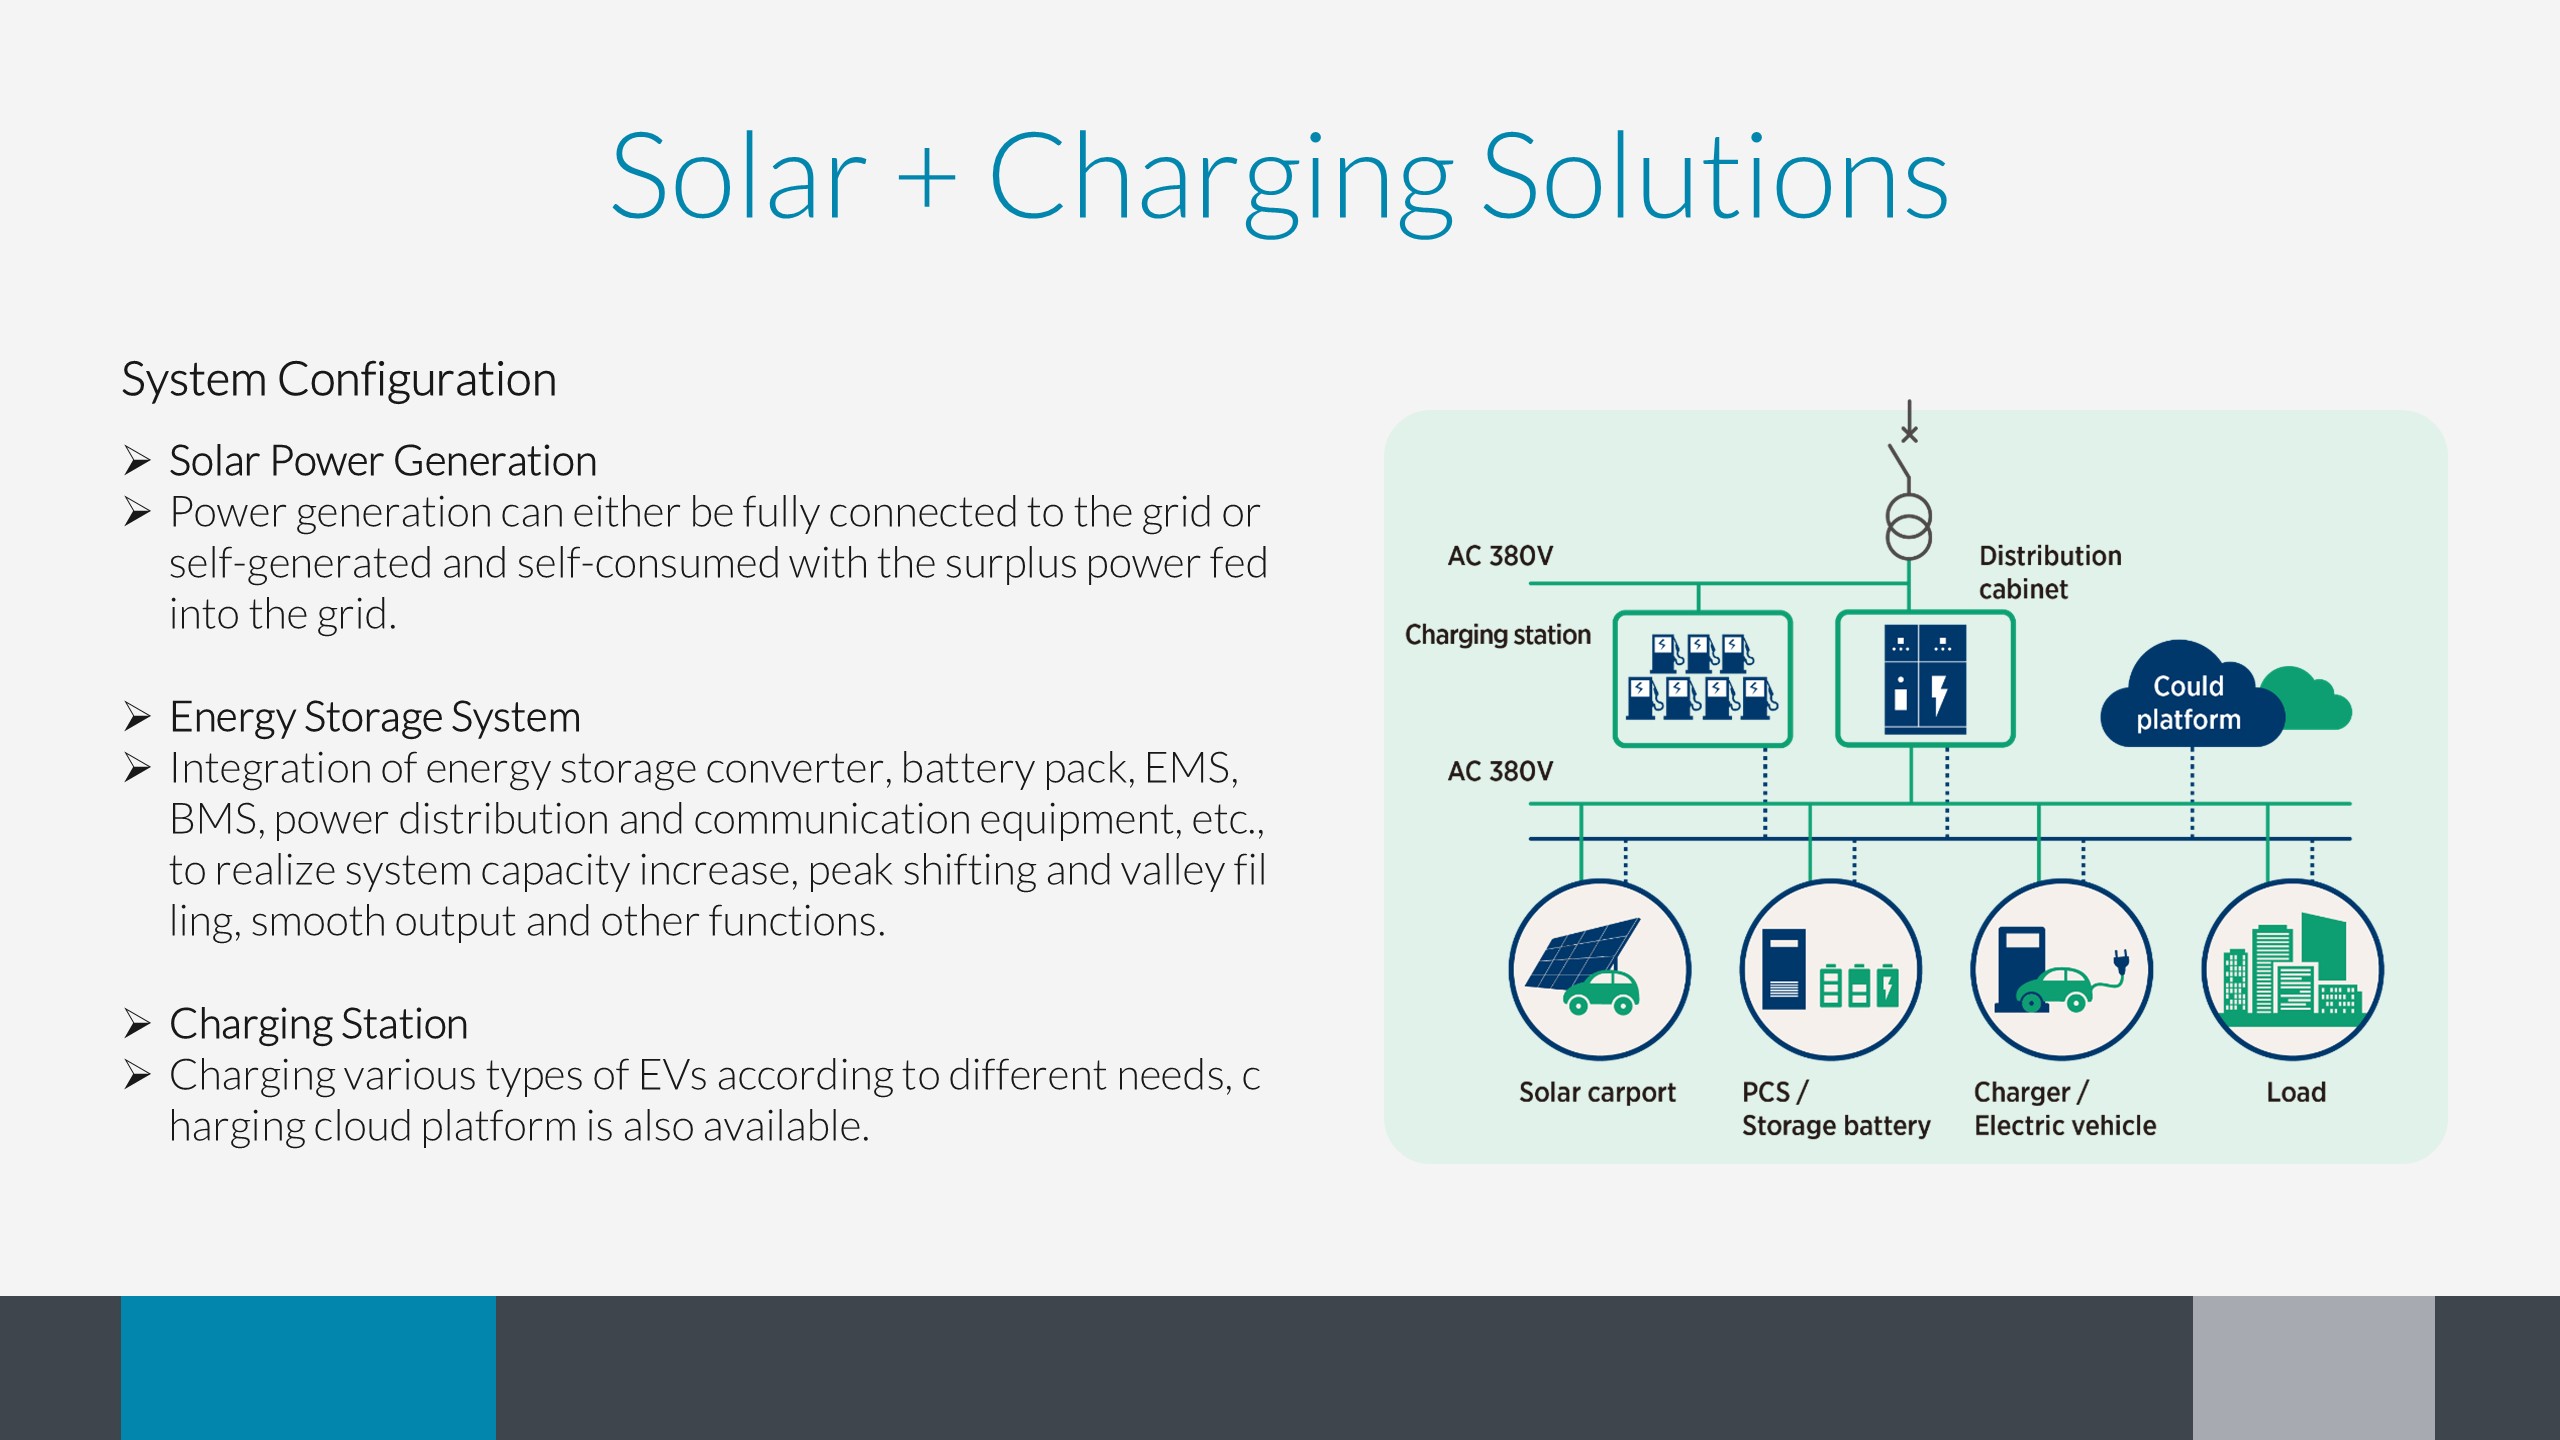 Solar + Charging Solutions
System Configuration
➢ Solar Power Generation
➢ Power generation can either be fully connected to the grid or
self-generated and self-consumed with the surplus power fed
into the grid.
➢ Energy Storage System
➢ Integration of energy storage converter, battery pack, EMS,
BMS, power distribution and communication equipment, etc.,
to realize system capacity increase, peak shifting and valley fil
ling, smooth output and other functions.
➢ Charging Station
➢ Charging various types of EVs according to different needs, c
harging cloud platform is also available.
AC 380V
Distribution
cabinet
Charging station
Could
platform
AC 380V
Solar carport
PCS /
Storage battery
Charger /
Electric vehicle
Load